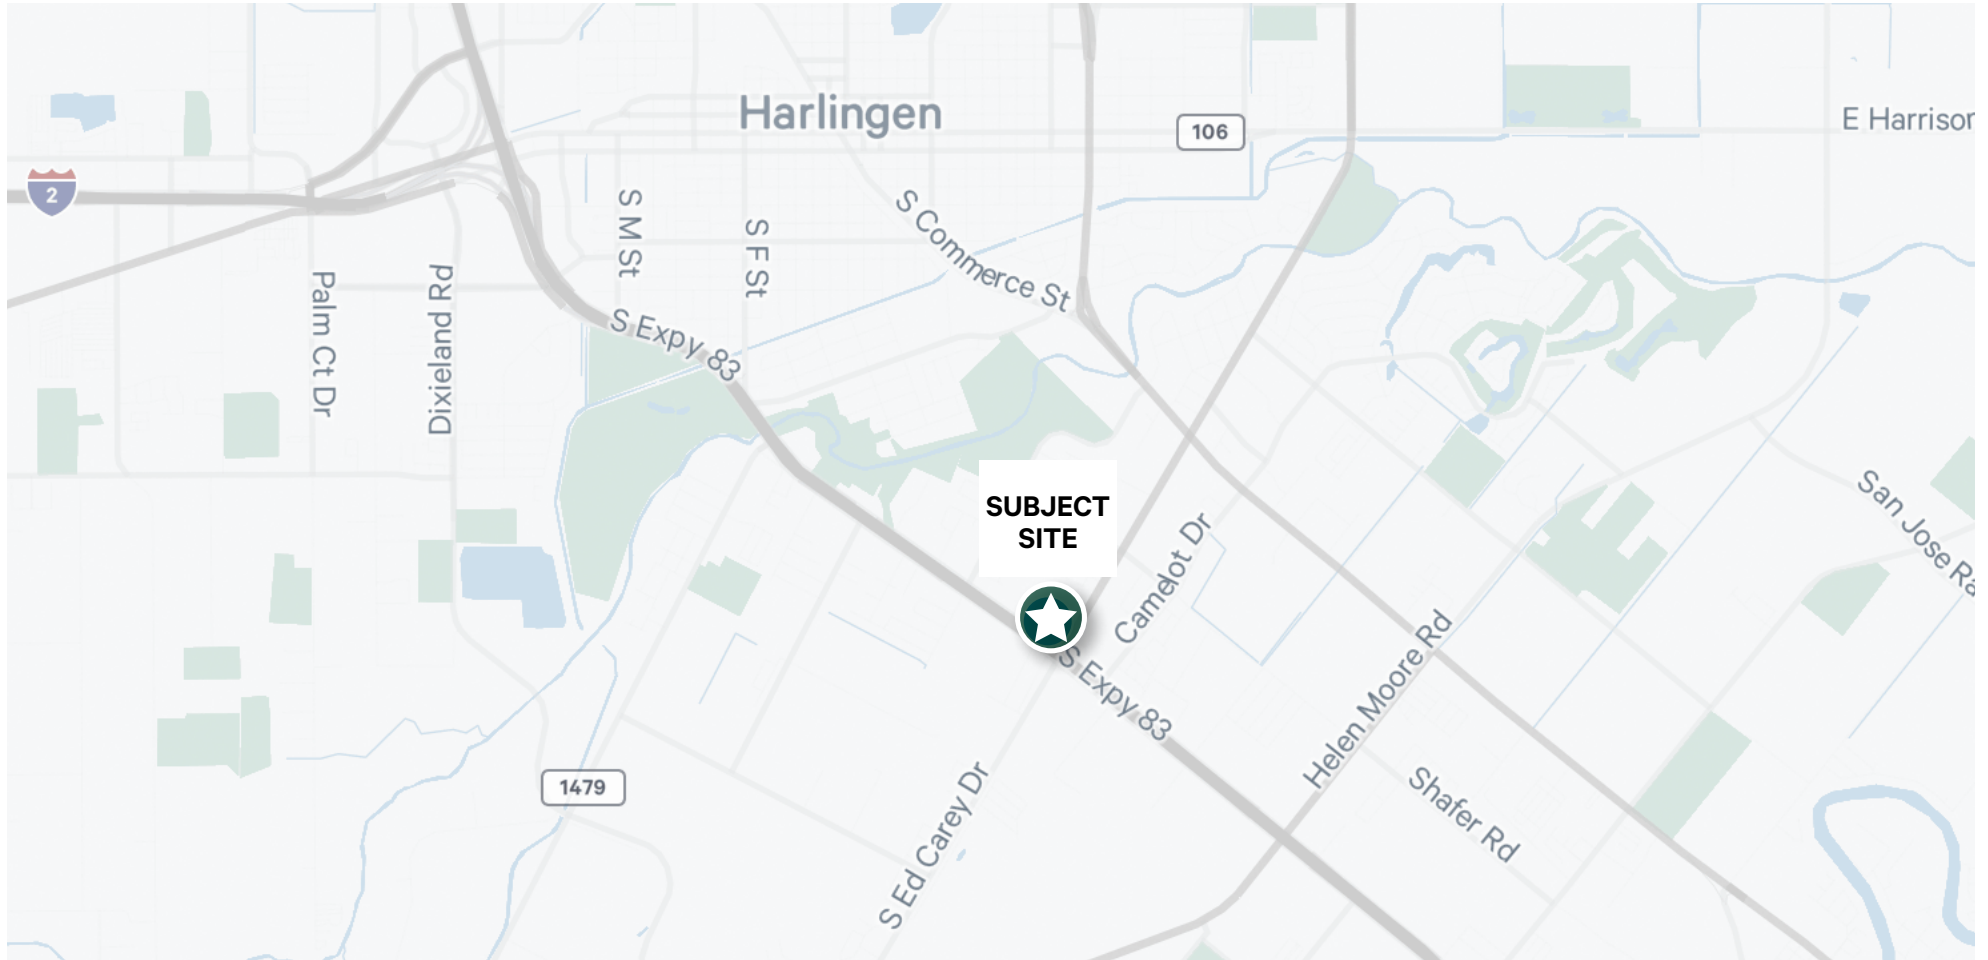 Harlingen
106
E Harrison
2
S M St
S F St
S Commerce St
Palm Ct Dr
Dixieland Rd
S Expy 83
SUBJECT
SITE
Camelot Dr
San Jose Ra
S Expy 83
Helen Moore Rd
1479
S Ed Carey Dr
Shafer Rd